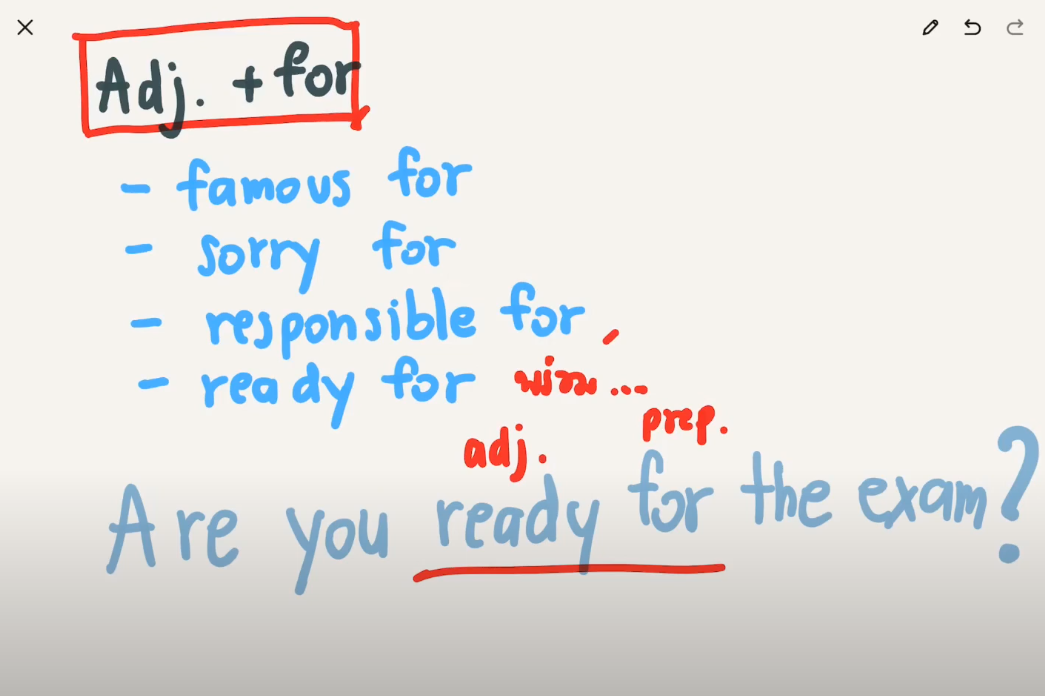 Adj. + for
- famous for
- sorry for
- responsible for
- ready for พร้อม ...
adj. prep.
Are you ready for the exam?